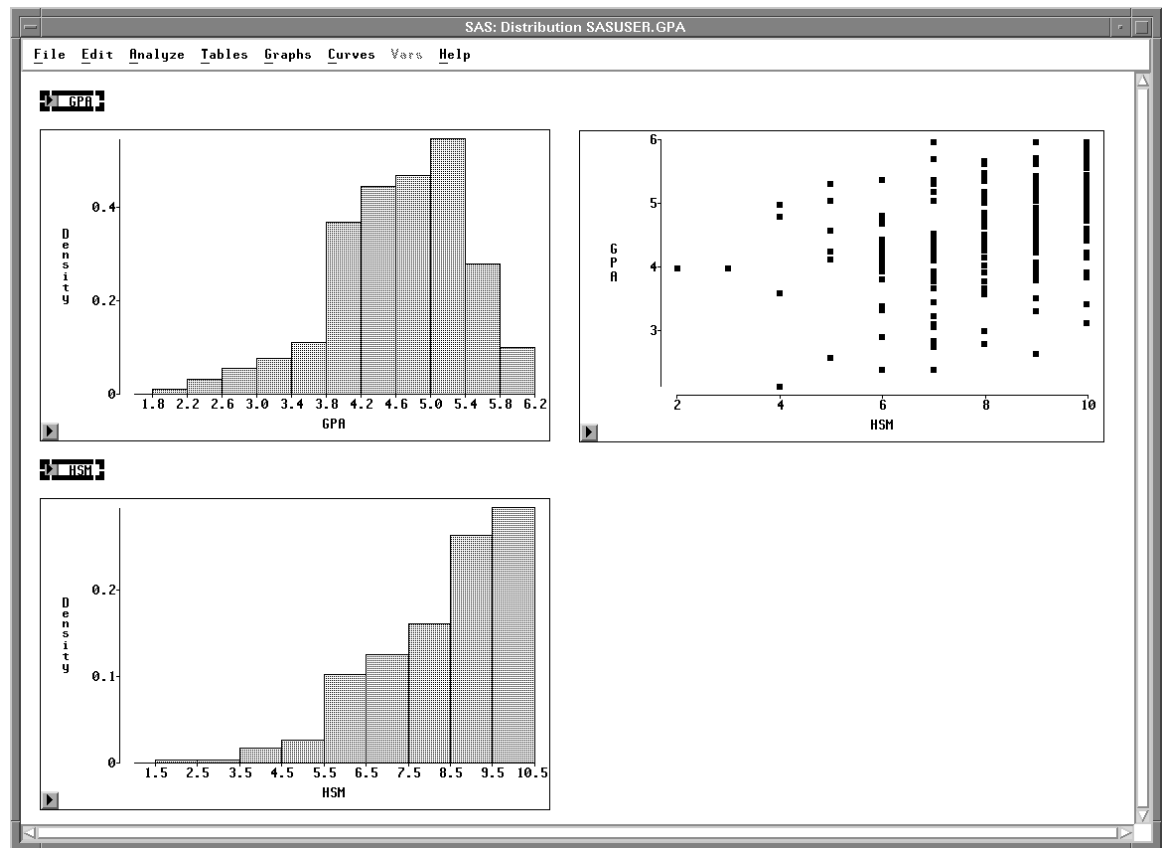 SAS: Distribution SASUSER.GPA
File Edit Analyze Tables Graphs Curves Vars Help
GPA
Density
0.4
0.2
0
1.8 2.2 2.6 3.0 3.4 3.8 4.2 4.6 5.0 5.4 5.8 6.2
GPA
GPA
6
5
4
3
2 4 6 8 10
HSM
HSM
Density
0.2
0.1
0
1.5 2.5 3.5 4.5 5.5 6.5 7.5 8.5 9.5 10.5
HSM